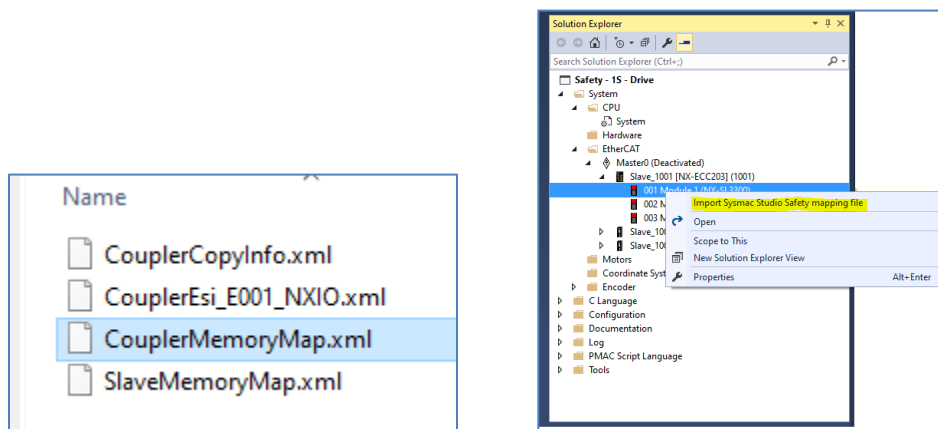 Name
CouplerCopyInfo.xml
CouplerEsi_E001_NXIO.xml
CouplerMemoryMap.xml
SlaveMemoryMap.xml
Solution Explorer
Search Solution Explorer (Ctrl+;)
Safety - 1S - Drive
System
CPU
System
Hardware
EtherCAT
Master0 (Deactivated)
Slave_1001 [NX-ECC203] (1001)
001 Module 1 (NX-SL3300)
002 M
003 M
Slave_100
Slave_100
Motors
Coordinate Syst
Encoder
C Language
Configuration
Documentation
Log
PMAC Script Language
Tools
Import Sysmac Studio Safety mapping file
Open
Scope to This
New Solution Explorer View
Properties Alt+Enter